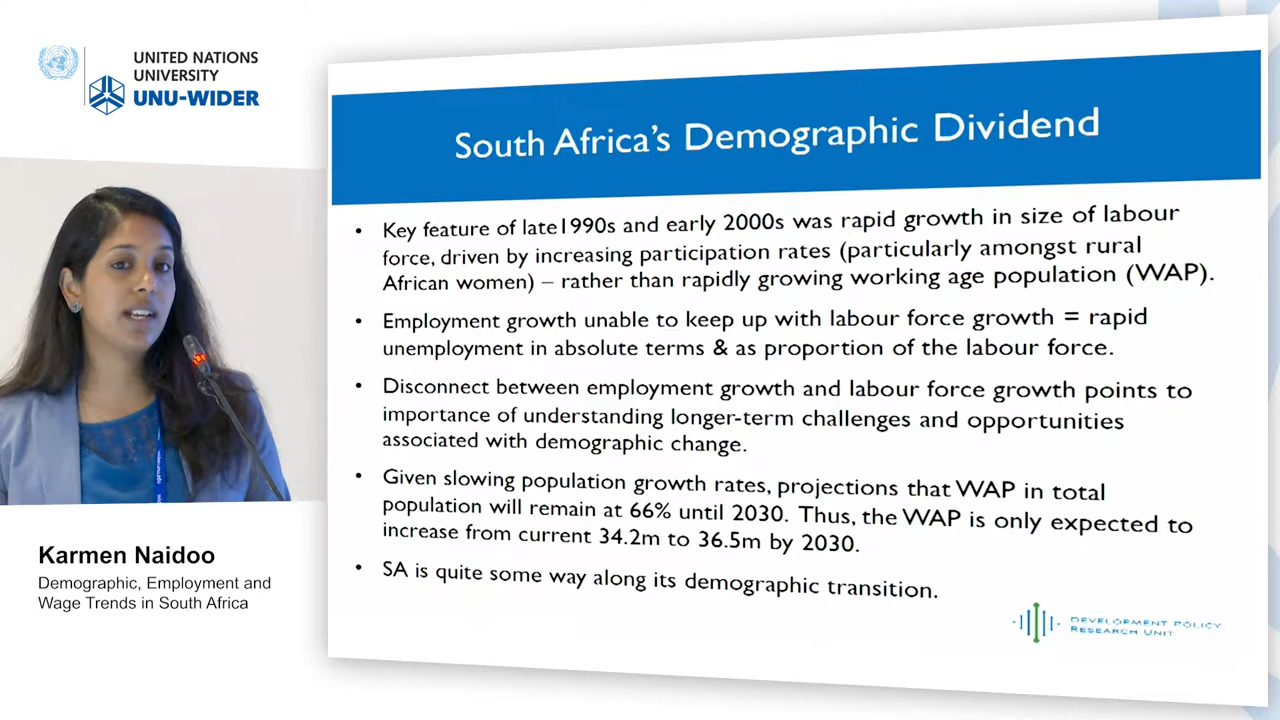 UNITED NATIONS
UNIVERSITY
UNU-WIDER
South Africa's Demographic Dividend
• Key feature of late1990s and early 2000s was rapid growth in size of labour
force, driven by increasing participation rates (particularly amongst rural
African women) – rather than rapidly growing working age population (WAP).
• Employment growth unable to keep up with labour force growth = rapid
unemployment in absolute terms & as proportion of the labour force.
• Disconnect between employment growth and labour force growth points to
importance of understanding longer-term challenges and opportunities
associated with demographic change.
• Given slowing population growth rates, projections that WAP in total
population will remain at 66% until 2030. Thus, the WAP is only expected to
increase from current 34.2m to 36.5m by 2030.
• SA is quite some way along its demographic transition.
DEVELOPMENT POLICY
RESEARCH UNIT
Karmen Naidoo
Demographic, Employment and
Wage Trends in South Africa